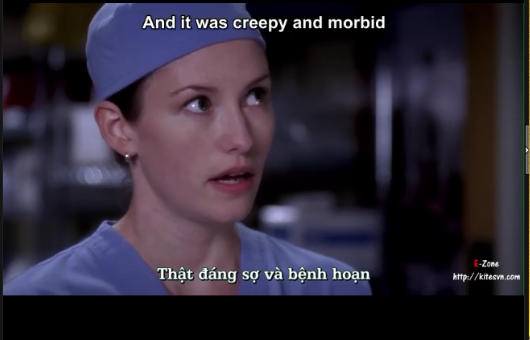 And it was creepy and morbid
Thật đáng sợ và bệnh hoạn
E-Zone
http://kitesvn.com